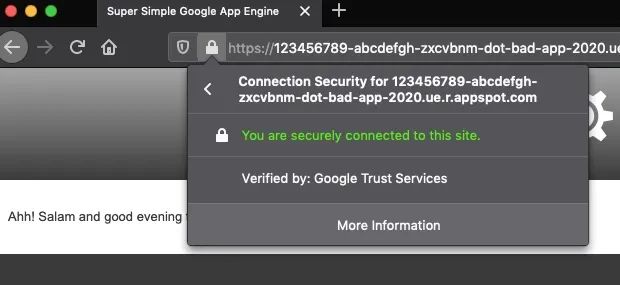 Super Simple Google App Engine
https://123456789-abcdefgh-zxcvbnm-dot-bad-app-2020.ue
Connection Security for 123456789-abcdefgh-
zxcvbnm-dot-bad-app-2020.ue.r.appspot.com
You are securely connected to this site.
Verified by: Google Trust Services
Ahh! Salam and good evening
More Information